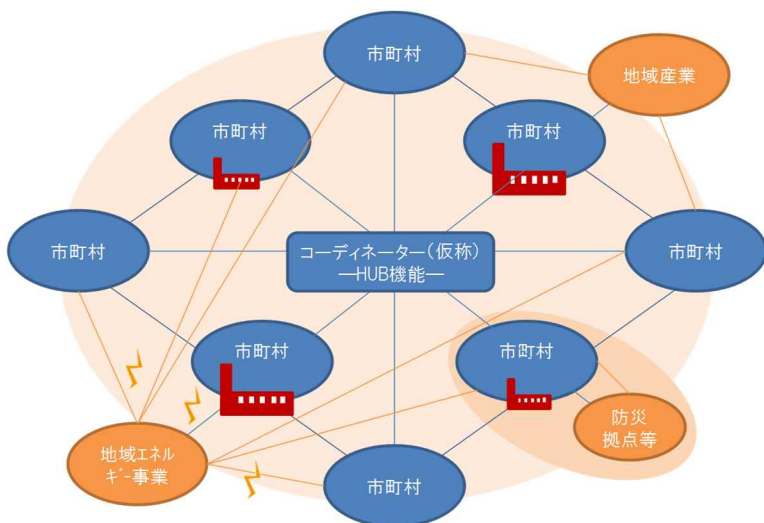 市町村
地域産業
市町村
市町村
市町村
コーディネーター(仮称)
―HUB機能―
市町村
市町村
市町村
防災
拠点等
地域エネル
ギー事業
市町村